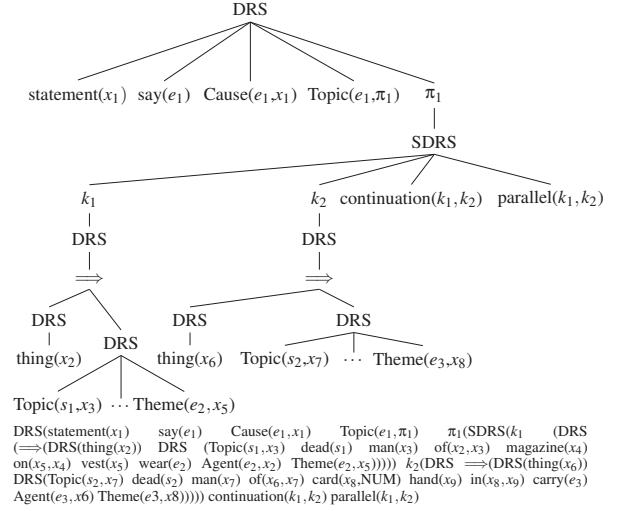 DRS
statement(x1) say(e1) Cause(e1,x1) Topic(e1,π1) π1
SDRS
k1 k2 continuation(k1,k2) parallel(k1,k2)
DRS DRS
⟹ ⟹
DRS DRS DRS DRS
thing(x2) thing(x6) Topic(s2,x7) ⋯ Theme(e3,x8)
Topic(s1,x3) ⋯ Theme(e2,x5)
DRS(statement(x1) say(e1) Cause(e1,x1) Topic(e1,π1) π1(SDRS(k1 (DRS
(⟹(DRS(thing(x2)) DRS (Topic(s1,x3) dead(s1) man(x3) of(x2,x3) magazine(x4)
on(x5,x4) vest(x5) wear(e2) Agent(e2,x2) Theme(e2,x5))))) k2(DRS ⟹(DRS(thing(x6))
DRS(Topic(s2,x7) dead(s2) man(x7) of(x6,x7) card(x8,NUM) hand(x9) in(x8,x9) carry(e3)
Agent(e3,x6) Theme(e3,x8))))) continuation(k1,k2) parallel(k1,k2)